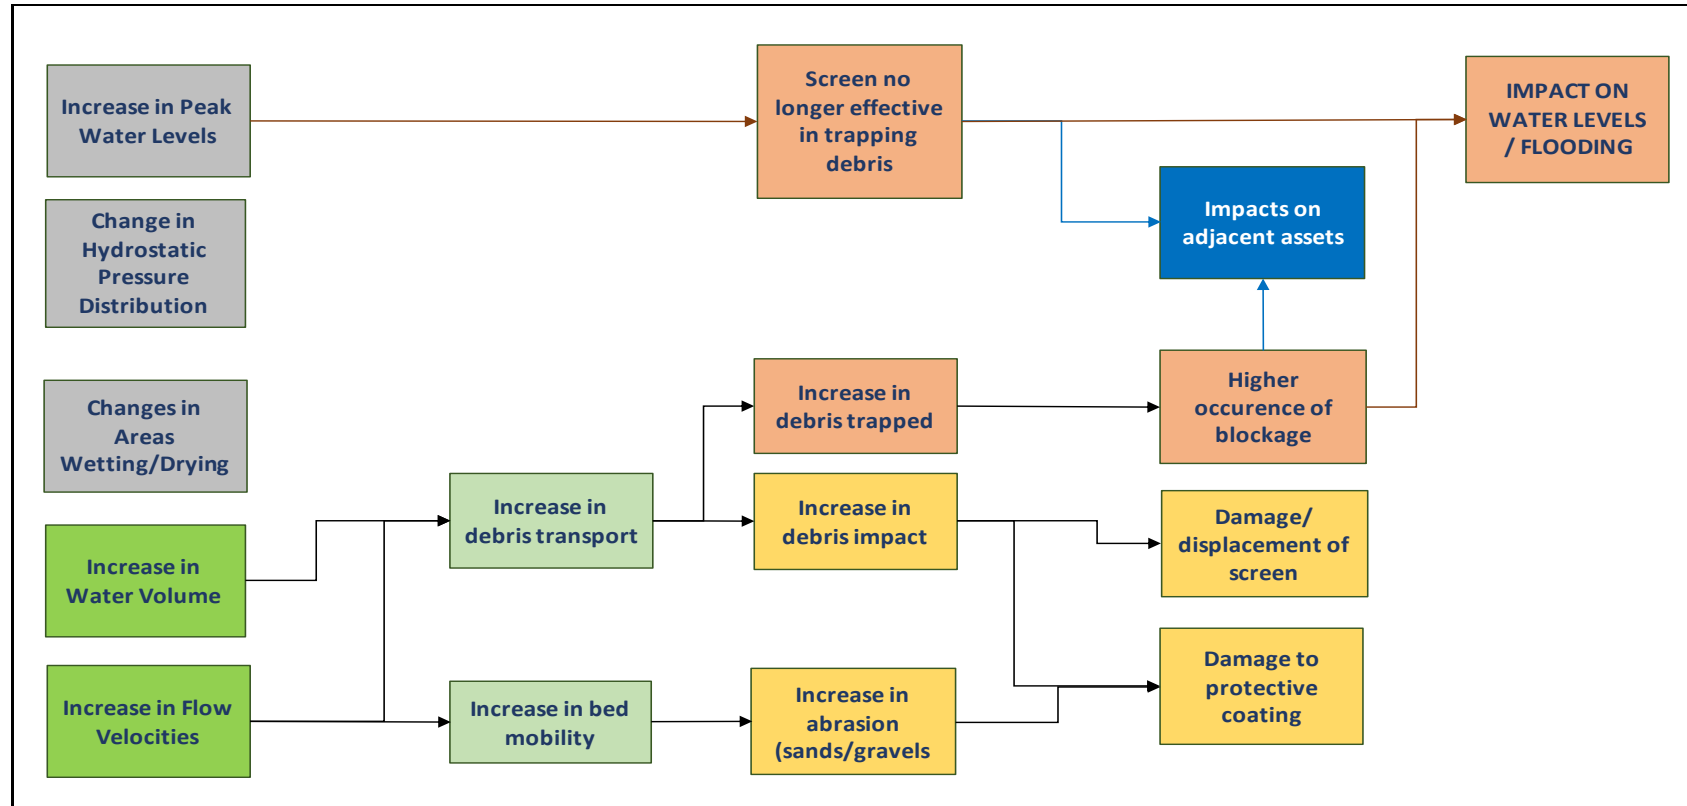 Increase in Peak
Water Levels
Screen no
longer effective
in trapping
debris
IMPACT ON
WATER LEVELS
/ FLOODING
Change in
Hydrostatic
Pressure
Distribution
Impacts on
adjacent assets
Changes in
Areas
Wetting/Drying
Increase in
debris trapped
Higher
occurence of
blockage
Increase in
Water Volume
Increase in
debris transport
Increase in
debris impact
Damage/
displacement of
screen
Increase in Flow
Velocities
Increase in bed
mobility
Increase in
abrasion
(sands/gravels
Damage to
protective
coating